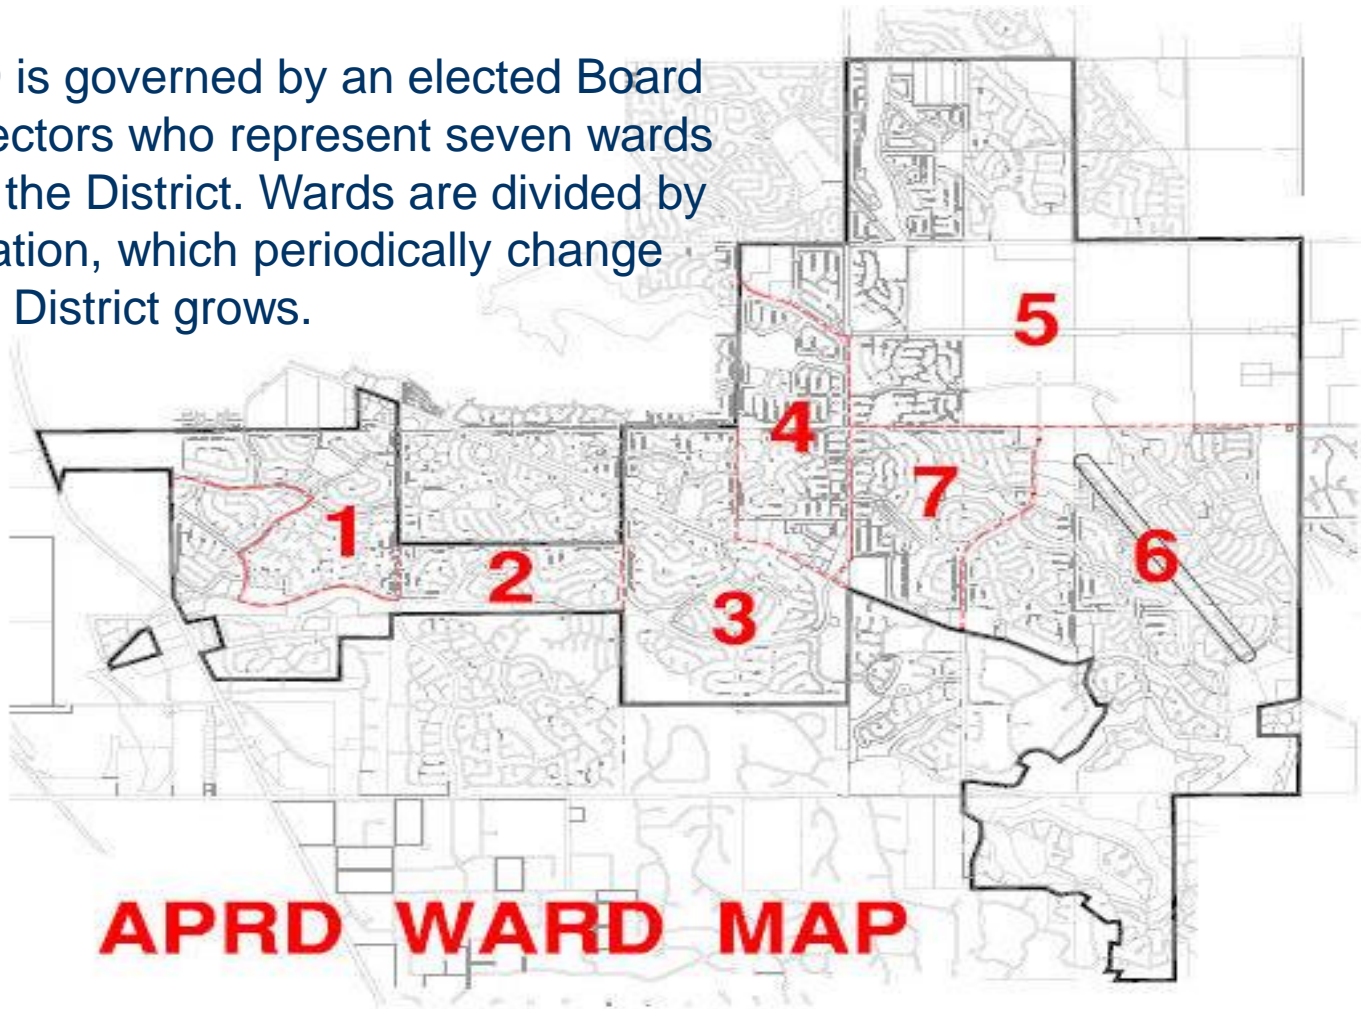 is governed by an elected Board
ectors who represent seven wards
the District. Wards are divided by
ation, which periodically change
District grows.
5
4
7
1
6
2
3
APRD WARD MAP